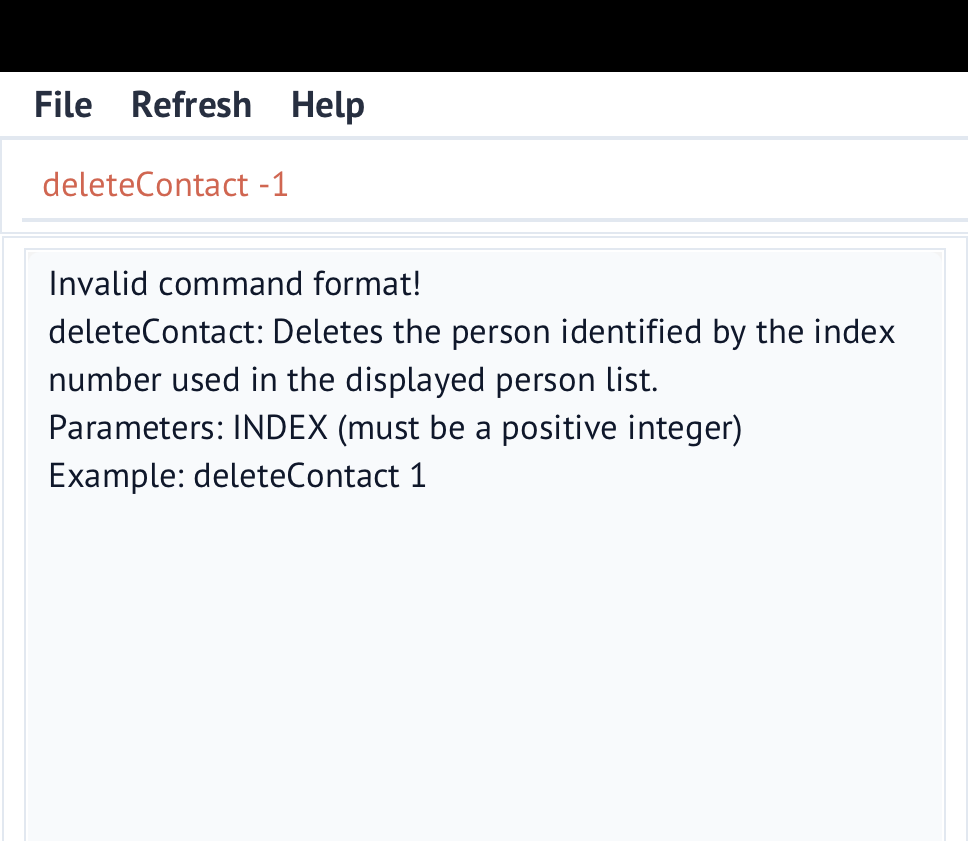 File Refresh Help
deleteContact -1
Invalid command format!
deleteContact: Deletes the person identified by the index
number used in the displayed person list.
Parameters: INDEX (must be a positive integer)
Example: deleteContact 1